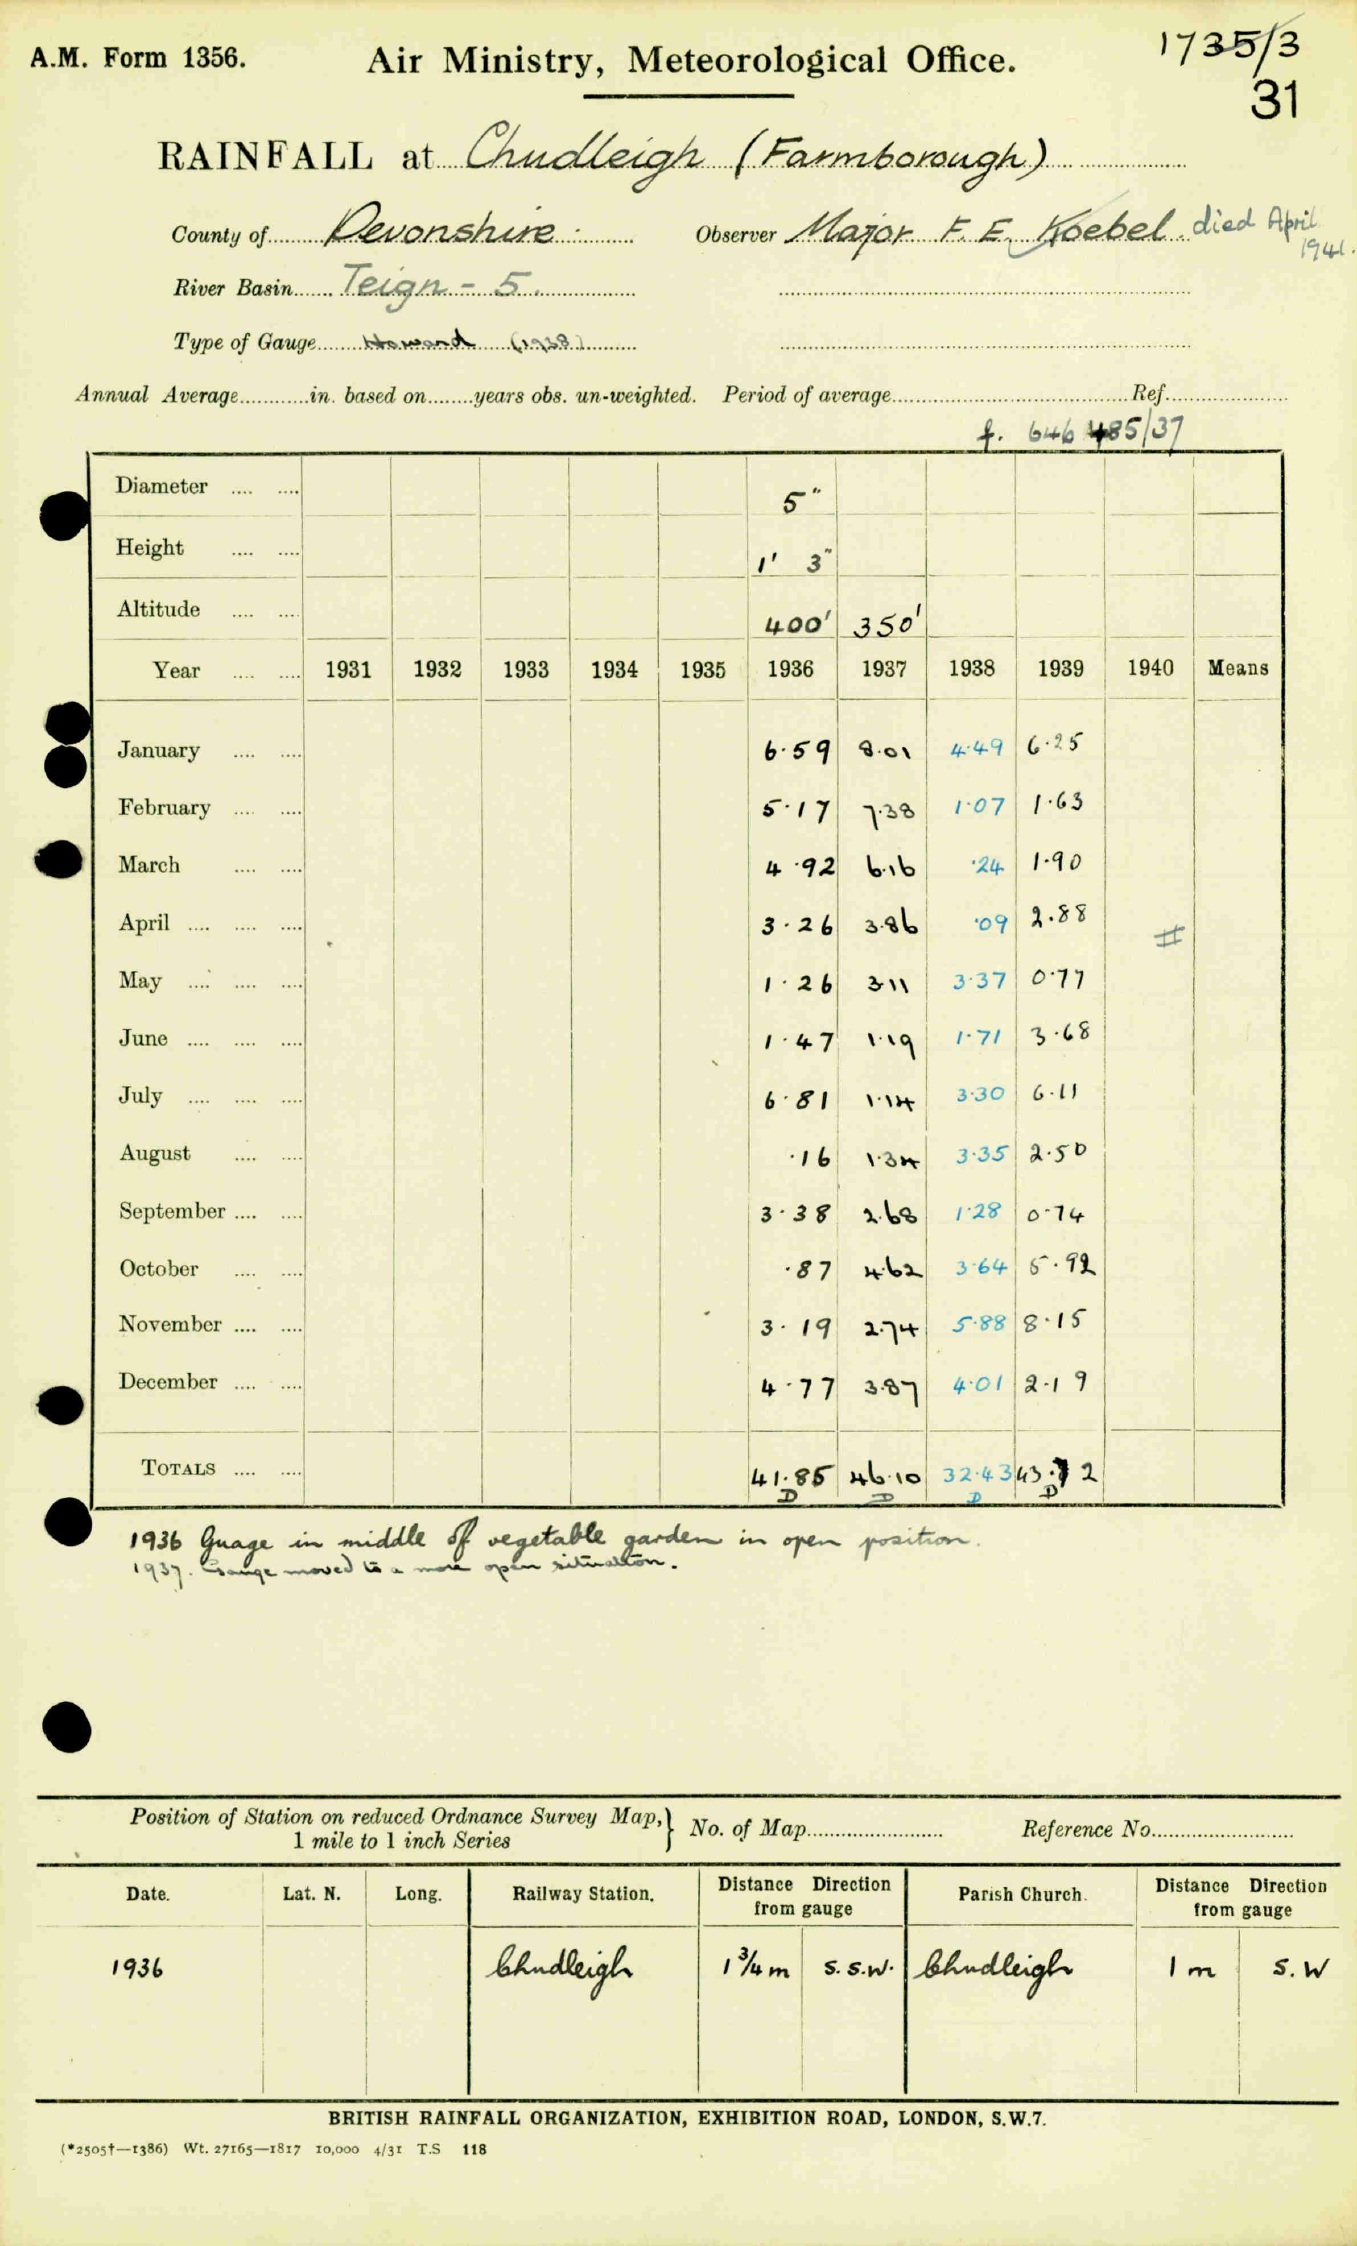 A.M. Form 1356.
Air Ministry, Meteorological Office.
1735/3
31
RAINFALL at Chudleigh (Farmborough)
County of Devonshire Observer Major F. E. Koebel. died April 1941.
River Basin Teign - 5.
Type of Gauge Howard (1938)
Annual Average in. based on years obs. un-weighted. Period of average Ref.
f. 646 485/37
Diameter 5"
Height 1' 3"
Altitude 400' 350'
Year 1931 1932 1933 1934 1935 1936 1937 1938 1939 1940 Means
January 6.59 8.01 4.49 6.25
February 5.17 7.38 1.07 1.63
March 4.92 6.16 .24 1.90
April 3.26 3.86 .09 2.88 #
May 1.26 3.11 3.37 0.77
June 1.47 1.19 1.71 3.68
July 6.81 1.14 3.30 6.11
August .16 1.34 3.35 2.50
September 3.38 2.68 1.28 0.74
October .87 4.62 3.64 5.92
November 3.19 2.74 5.88 8.15
December 4.77 3.87 4.01 2.19
TOTALS 41.85 46.10 32.43 43.72
D D D D
1936 Guage in middle of vegetable garden in open position.
1937. Gauge moved to a more open situation.
Position of Station on reduced Ordnance Survey Map, 1 mile to 1 inch Series } No. of Map Reference No.
Date. Lat. N. Long. Railway Station. Distance Direction from gauge Parish Church. Distance Direction from gauge
1936 Chudleigh 1 3/4 m S.S.W. Chudleigh 1 m S.W
BRITISH RAINFALL ORGANIZATION, EXHIBITION ROAD, LONDON, S.W.7.
(*2505†—1386) Wt. 27165—1817 10,000 4/31 T.S 118